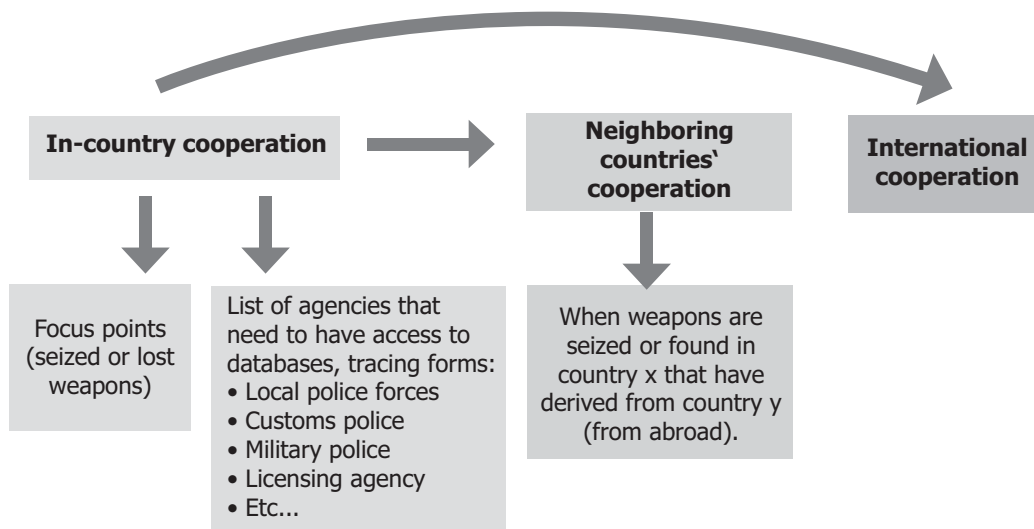 In-country cooperation
Neighboring
countries‘
cooperation
International
cooperation
Focus points
(seized or lost
weapons)
List of agencies that
need to have access to
databases, tracing forms:
• Local police forces
• Customs police
• Military police
• Licensing agency
• Etc...
When weapons are
seized or found in
country x that have
derived from country y
(from abroad).